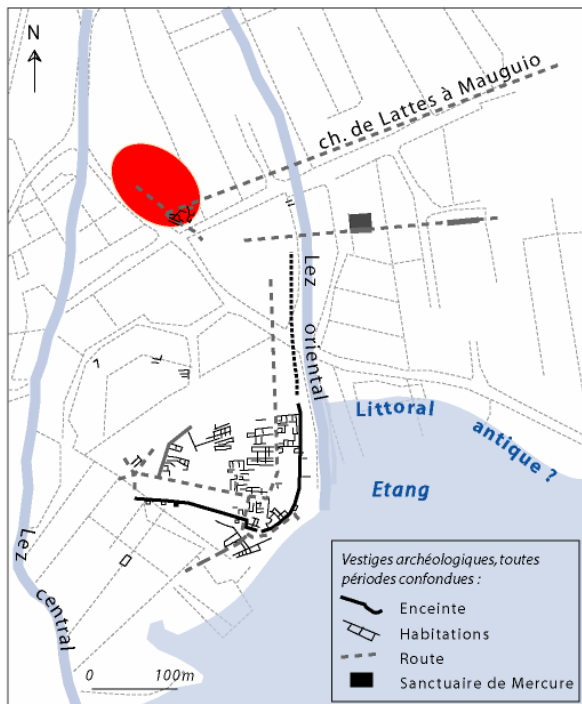 N
ch. de Lattes à Mauguio
Lez oriental
Littoral antique ?
Etang
Lez central
0 100m
Vestiges archéologiques, toutes
périodes confondues :
Enceinte
Habitations
Route
Sanctuaire de Mercure